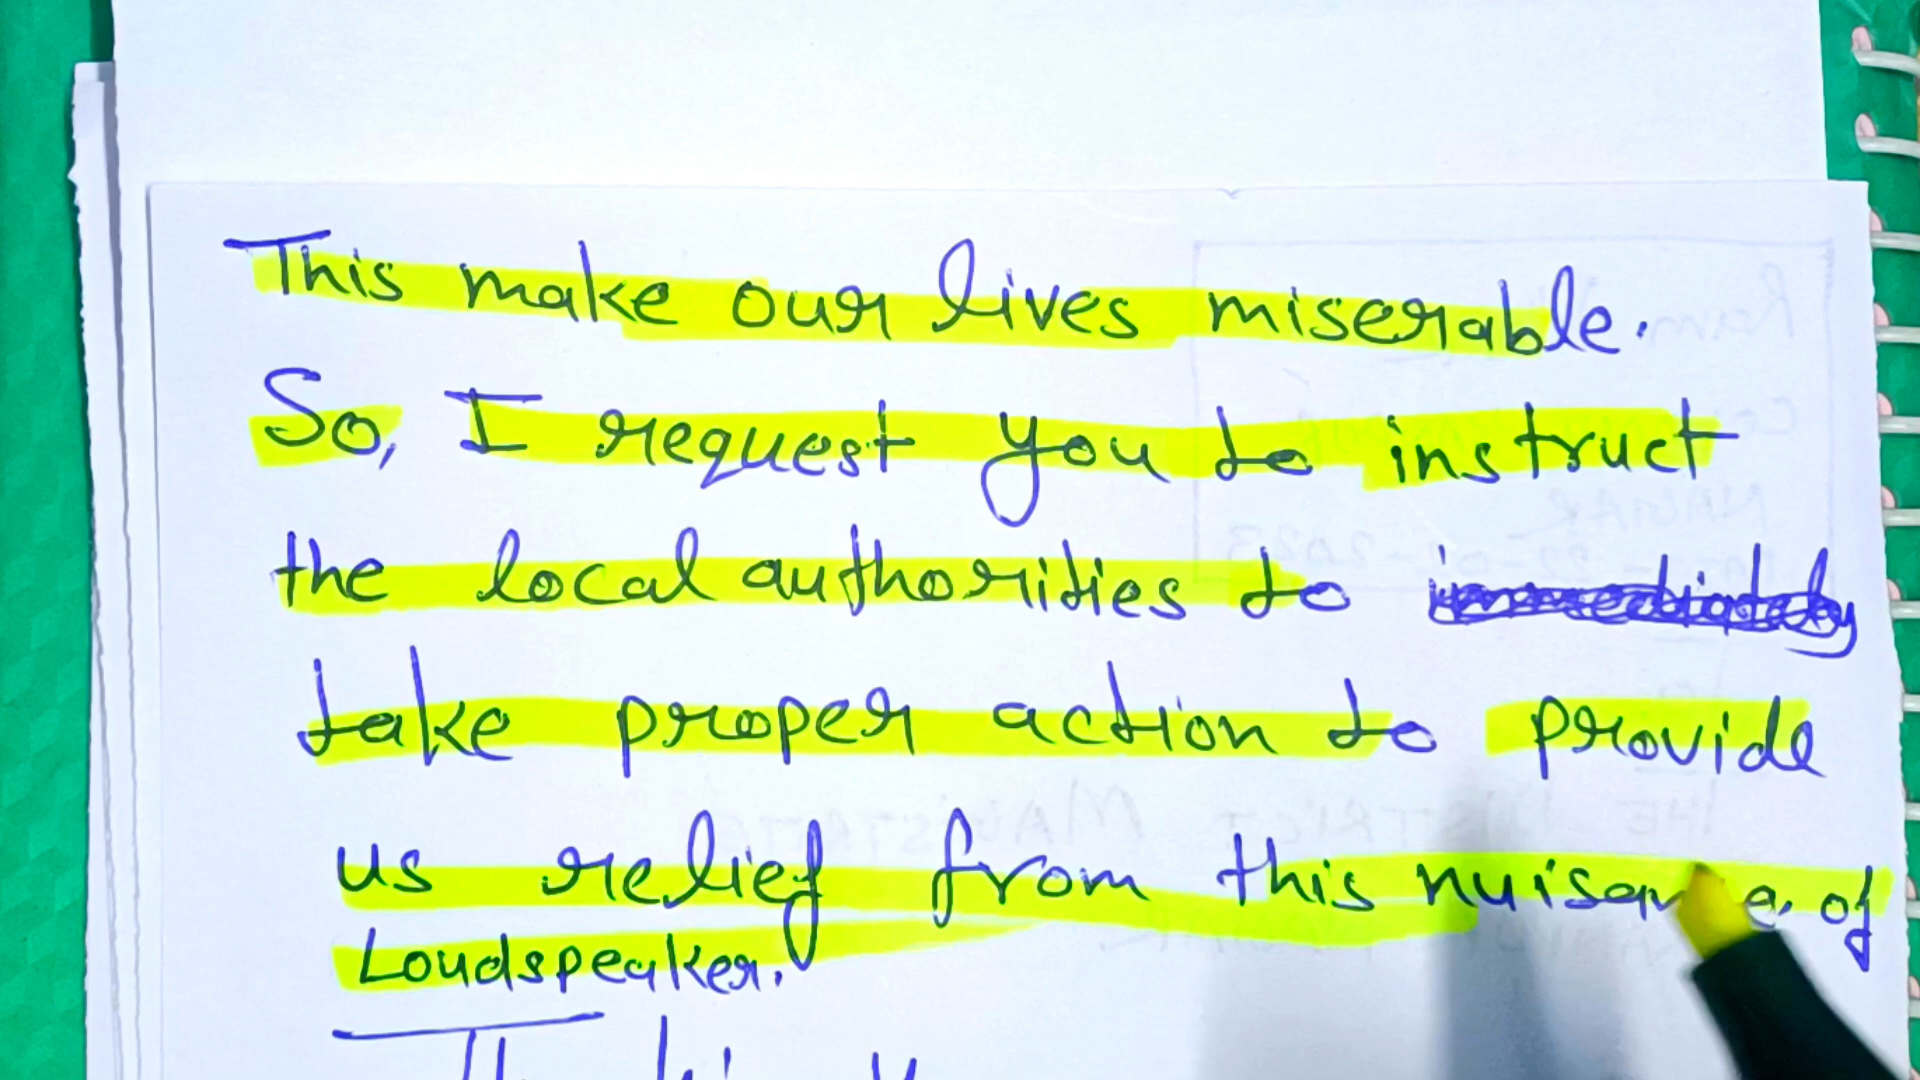 This make our lives miserable.
So, I request you to instruct
the local authorities to immediately
take proper action to provide
us relief from this nuisance of
Loudspeaker.